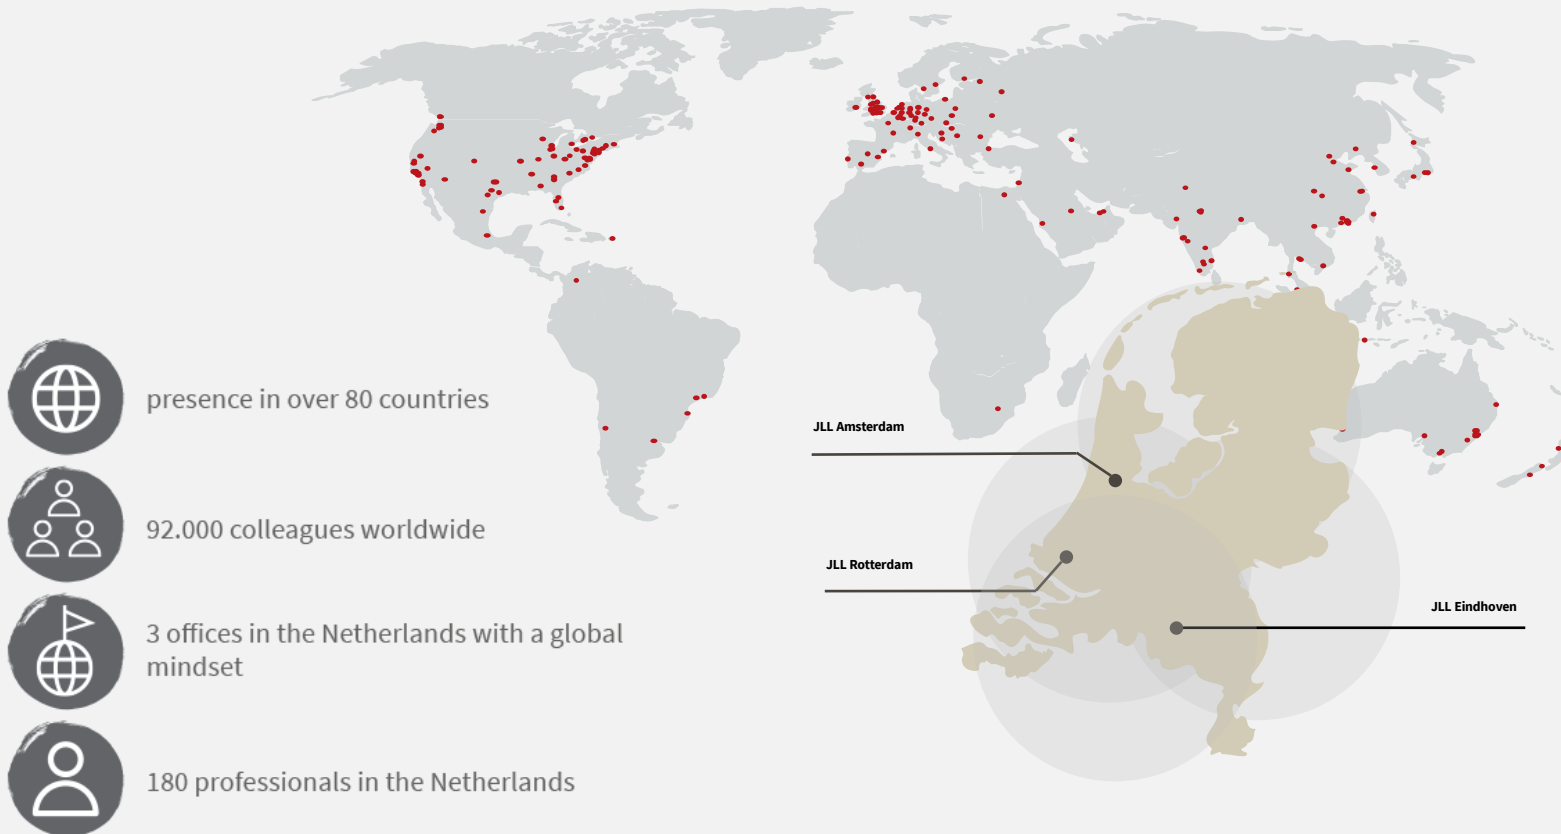 presence in over 80 countries
92.000 colleagues worldwide
3 offices in the Netherlands with a global
mindset
180 professionals in the Netherlands
JLL Amsterdam
JLL Rotterdam
JLL Eindhoven